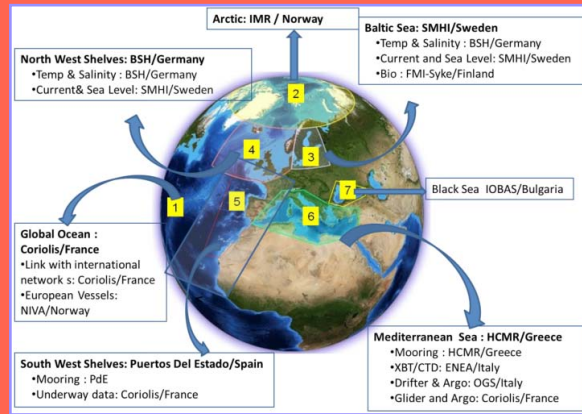 Arctic: IMR / Norway
Baltic Sea: SMHI/Sweden
•Temp & Salinity : BSH/Germany
•Current and Sea Level: SMHI/Sweden
•Bio : FMI-Syke/Finland
North West Shelves: BSH/Germany
•Temp & Salinity : BSH/Germany
•Current& Sea Level: SMHI/Sweden
2
4
3
1
5
6
7
Black Sea IOBAS/Bulgaria
Global Ocean :
Coriolis/France
•Link with international
network s: Coriolis/France
•European Vessels:
NIVA/Norway
South West Shelves: Puertos Del Estado/Spain
•Mooring : PdE
•Underway data: Coriolis/France
Mediterranean Sea : HCMR/Greece
•Mooring : HCMR/Greece
•XBT/CTD: ENEA/Italy
•Drifter & Argo: OGS/Italy
•Glider and Argo: Coriolis/France